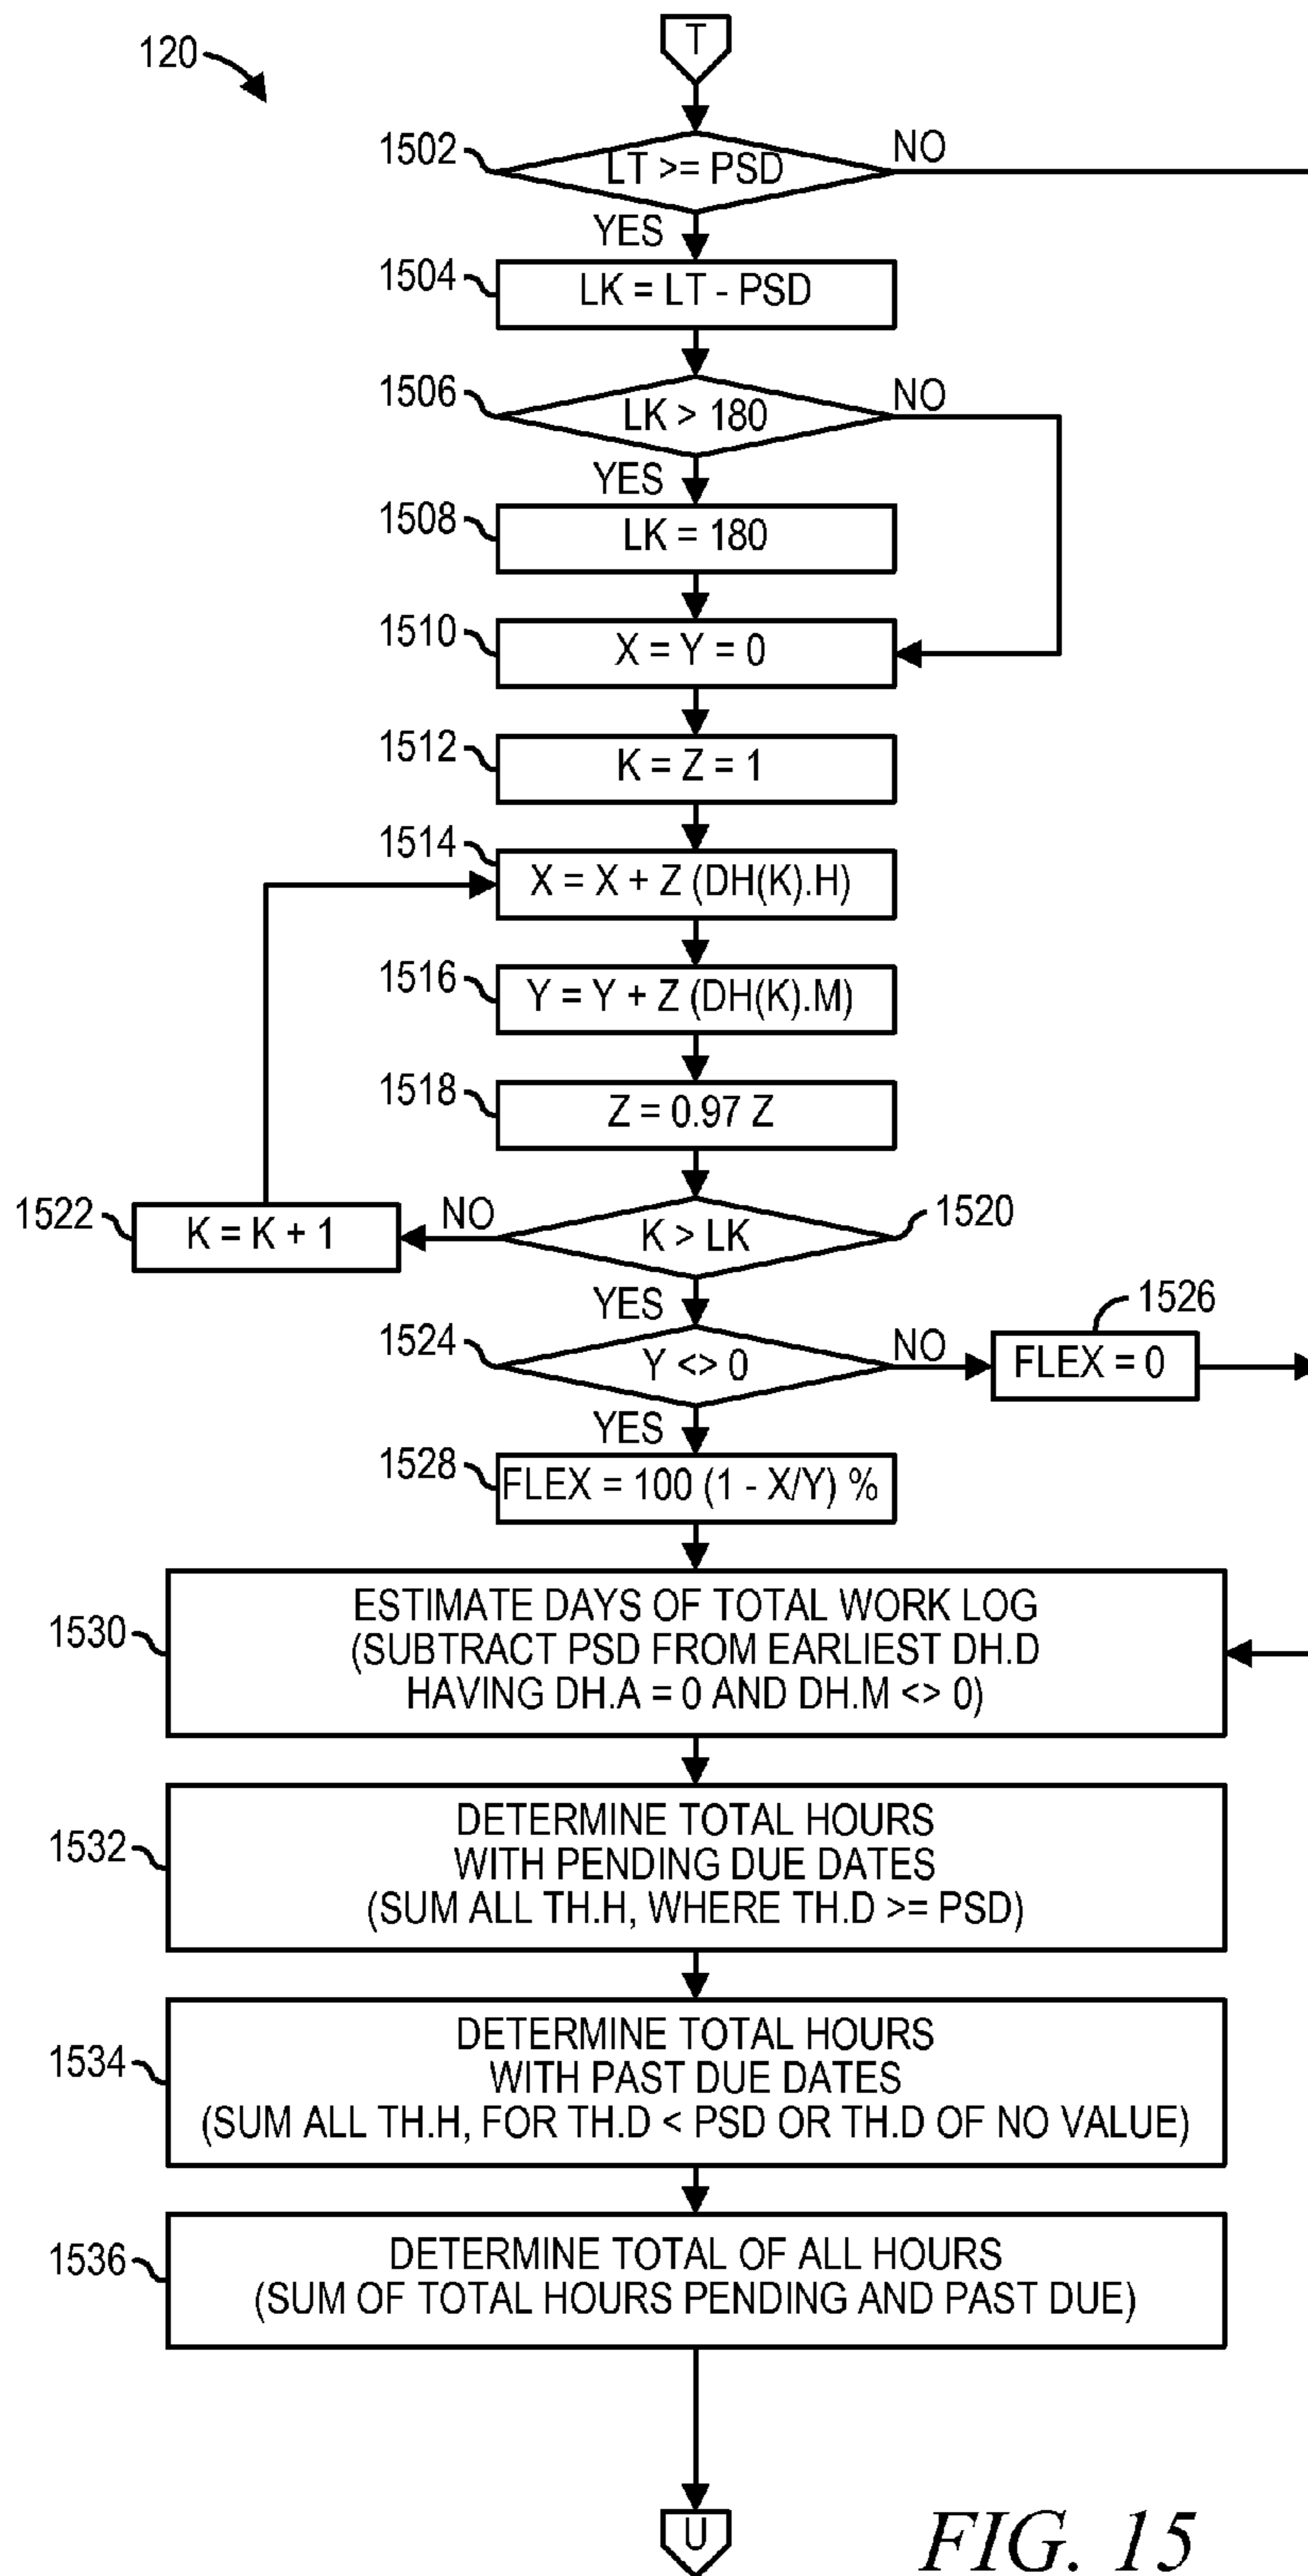 T
120
1502
LT >= PSD
NO
YES
1504
LK = LT - PSD
1506
LK > 180
NO
YES
1508
LK = 180
1510
X = Y = 0
1512
K = Z = 1
1514
X = X + Z (DH(K).H)
1516
Y = Y + Z (DH(K).M)
1518
Z = 0.97 Z
1522
K = K + 1
NO
K > LK
1520
YES
1524
Y <> 0
NO
1526
FLEX = 0
YES
1528
FLEX = 100 (1 - X/Y) %
1530
ESTIMATE DAYS OF TOTAL WORK LOG
(SUBTRACT PSD FROM EARLIEST DH.D
HAVING DH.A = 0 AND DH.M <> 0)
1532
DETERMINE TOTAL HOURS
WITH PENDING DUE DATES
(SUM ALL TH.H, WHERE TH.D >= PSD)
1534
DETERMINE TOTAL HOURS
WITH PAST DUE DATES
(SUM ALL TH.H, FOR TH.D < PSD OR TH.D OF NO VALUE)
1536
DETERMINE TOTAL OF ALL HOURS
(SUM OF TOTAL HOURS PENDING AND PAST DUE)
U
FIG. 15